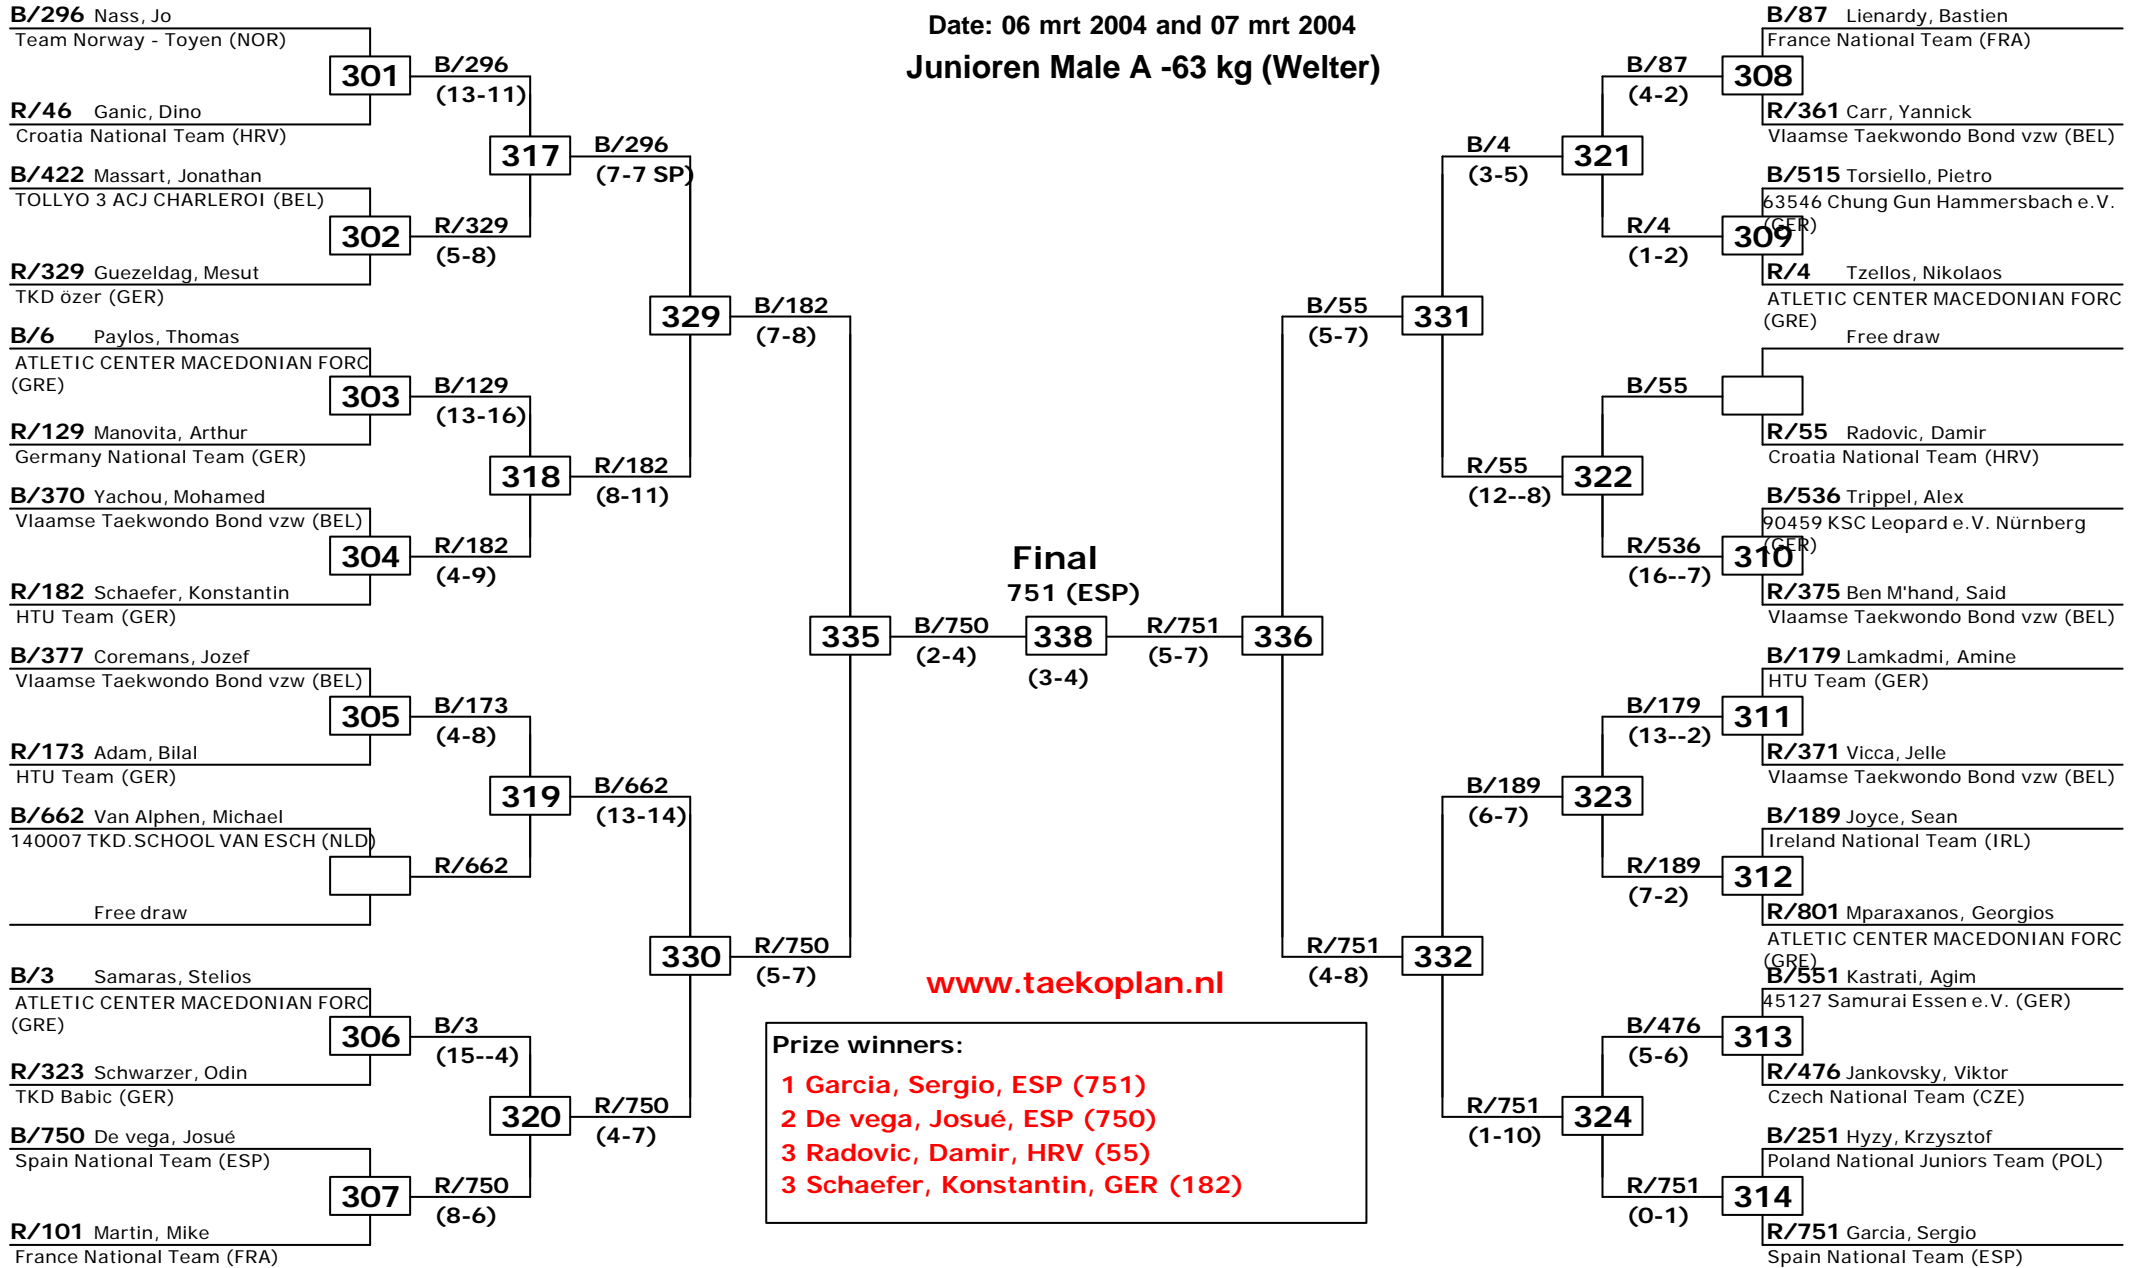 Date: 06 mrt 2004 and 07 mrt 2004
Junioren Male A -63 kg (Welter)
B/296 Nass, Jo
Team Norway - Toyen (NOR)
301
R/46 Ganic, Dino
Croatia National Team (HRV)
B/422 Massart, Jonathan
TOLLYO 3 ACJ CHARLEROI (BEL)
302
R/329 Guezeldag, Mesut
TKD özer (GER)
B/6 Paylos, Thomas
ATLETIC CENTER MACEDONIAN FORC
(GRE)
303
R/129 Manovita, Arthur
Germany National Team (GER)
B/370 Yachou, Mohamed
Vlaamse Taekwondo Bond vzw (BEL)
304
R/182 Schaefer, Konstantin
HTU Team (GER)
B/377 Coremans, Jozef
Vlaamse Taekwondo Bond vzw (BEL)
305
R/173 Adam, Bilal
HTU Team (GER)
B/662 Van Alphen, Michael
140007 TKD.SCHOOL VAN ESCH (NLD)
Free draw
B/3 Samaras, Stelios
ATLETIC CENTER MACEDONIAN FORC
(GRE)
306
R/323 Schwarzer, Odin
TKD Babic (GER)
B/750 De vega, Josué
Spain National Team (ESP)
307
R/101 Martin, Mike
France National Team (FRA)
B/296
(13-11)
317
R/329
(5-8)
B/129
(13-16)
318
R/182
(4-9)
B/173
(4-8)
319
R/662
B/3
(15--4)
320
R/750
(8-6)
B/296
(7-7 SP)
329
R/182
(8-11)
B/662
(13-14)
330
R/750
(4-7)
B/182
(7-8)
335
R/750
(5-7)
B/750
(2-4)
Final
751 (ESP)
338
(3-4)
R/751
(5-7)
336
B/55
(5-7)
331
R/751
(4-8)
332
B/4
(3-5)
321
R/55
(12--8)
322
B/189
(6-7)
323
R/751
(1-10)
324
B/87
(4-2)
R/4
(1-2)
B/55
R/536
(16--7)
B/179
(13--2)
R/189
(7-2)
B/476
(5-6)
R/751
(0-1)
B/87 Lienardy, Bastien
France National Team (FRA)
308
R/361 Carr, Yannick
Vlaamse Taekwondo Bond vzw (BEL)
B/515 Torsiello, Pietro
63546 Chung Gun Hammersbach e.V.
(GER)
309
R/4 Tzellos, Nikolaos
ATLETIC CENTER MACEDONIAN FORC
(GRE)
Free draw
R/55 Radovic, Damir
Croatia National Team (HRV)
B/536 Trippel, Alex
90459 KSC Leopard e.V. Nürnberg
(GER)
310
R/375 Ben M'hand, Said
Vlaamse Taekwondo Bond vzw (BEL)
B/179 Lamkadmi, Amine
HTU Team (GER)
311
R/371 Vicca, Jelle
Vlaamse Taekwondo Bond vzw (BEL)
B/189 Joyce, Sean
Ireland National Team (IRL)
312
R/801 Mparaxanos, Georgios
ATLETIC CENTER MACEDONIAN FORC
(GRE)
B/551 Kastrati, Agim
45127 Samurai Essen e.V. (GER)
313
R/476 Jankovsky, Viktor
Czech National Team (CZE)
B/251 Hyzy, Krzysztof
Poland National Juniors Team (POL)
314
R/751 Garcia, Sergio
Spain National Team (ESP)
www.taekoplan.nl
Prize winners:
1 Garcia, Sergio, ESP (751)
2 De vega, Josué, ESP (750)
3 Radovic, Damir, HRV (55)
3 Schaefer, Konstantin, GER (182)